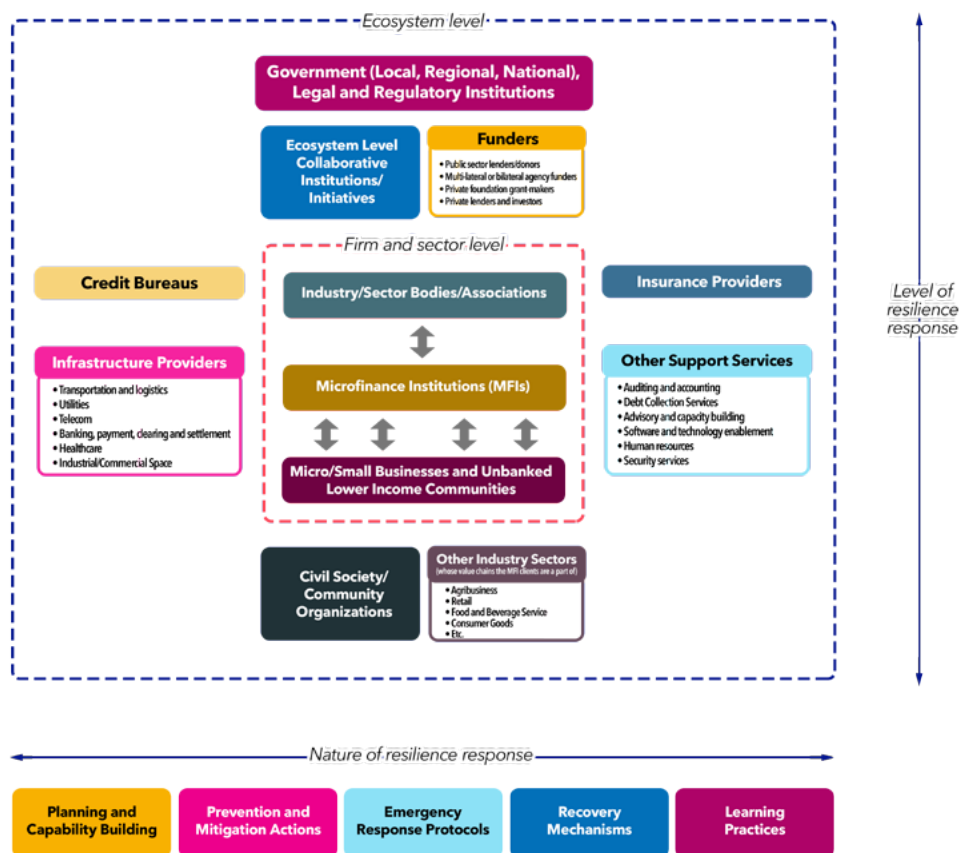 Ecosystem level
Government (Local, Regional, National),
Legal and Regulatory Institutions
Ecosystem Level
Collaborative
Institutions/
Initiatives
Funders
• Public sector lenders/donors
• Multi-lateral or bilateral agency funders
• Private foundation grant-makers
• Private lenders and investors
Firm and sector level
Credit Bureaus
Industry/Sector Bodies/Associations
Insurance Providers
Level of
resilience
response
Infrastructure Providers
• Transportation and logistics
• Utilities
• Telecom
• Banking, payment, clearing and settlement
• Healthcare
• Industrial/Commercial Space
Microfinance Institutions (MFIs)
Other Support Services
• Auditing and accounting
• Debt Collection Services
• Advisory and capacity building
• Software and technology enablement
• Human resources
• Security services
Micro/Small Businesses and Unbanked
Lower Income Communities
Civil Society/
Community
Organizations
Other Industry Sectors
(whose value chains the MFI clients are a part of)
• Agribusiness
• Retail
• Food and Beverage Service
• Consumer Goods
• Etc.
Nature of resilience response
Planning and
Capability Building
Prevention and
Mitigation Actions
Emergency
Response Protocols
Recovery
Mechanisms
Learning
Practices